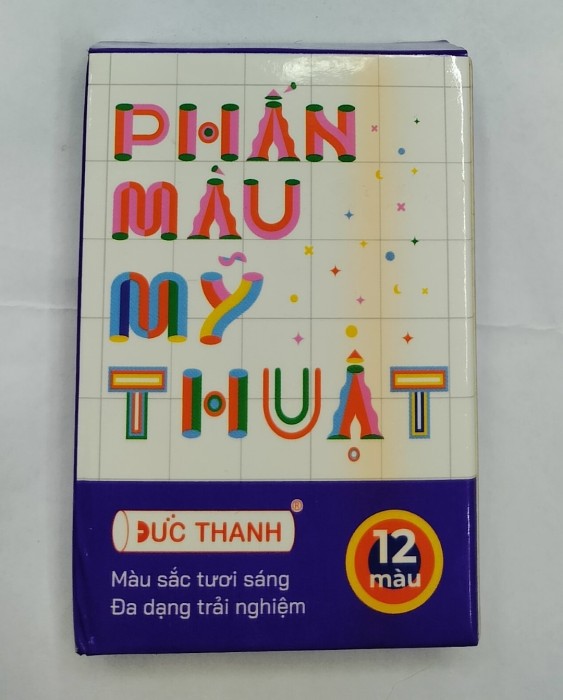 PHẤN
MÀU
MỸ
THUẬT
ĐỨC THANH ®
Màu sắc tươi sáng
Đa dạng trải nghiệm
12
màu